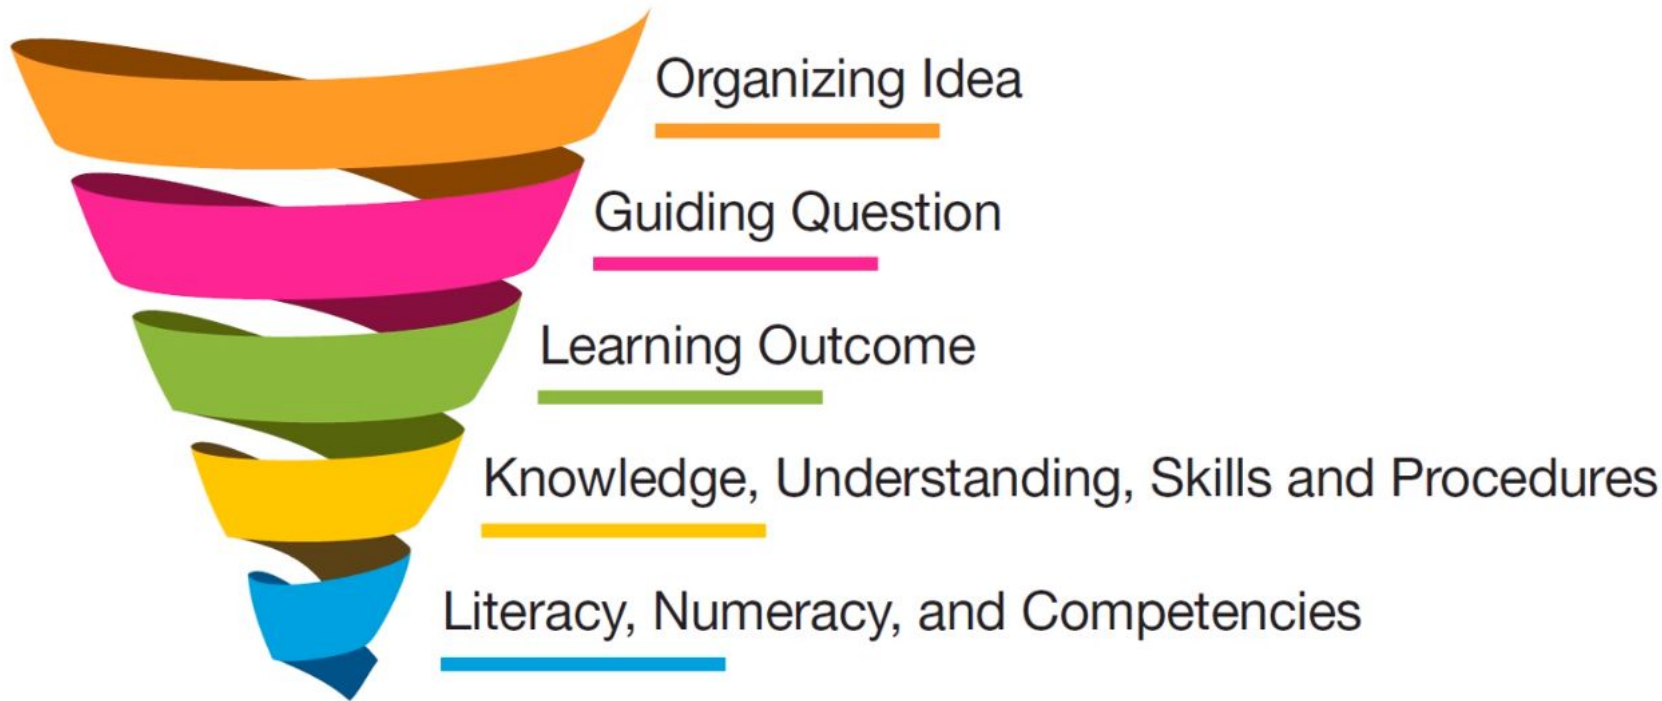 Organizing Idea
Guiding Question
Learning Outcome
Knowledge, Understanding, Skills and Procedures
Literacy, Numeracy, and Competencies